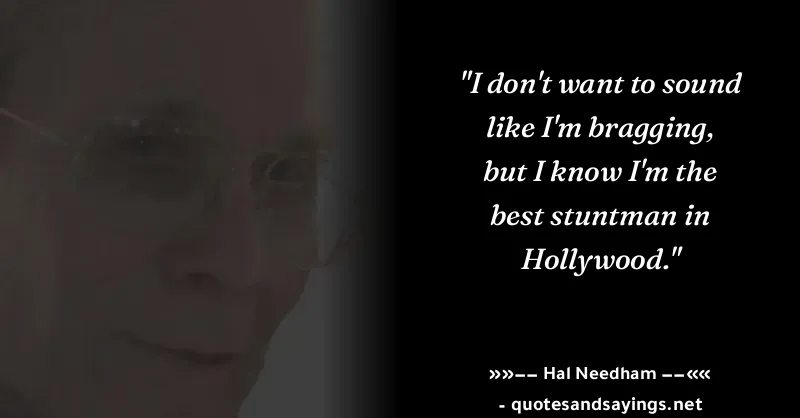 "I don't want to sound
like I'm bragging,
but I know I'm the
best stuntman in
Hollywood."
»»–– Hal Needham ––««
- quotesandsayings.net